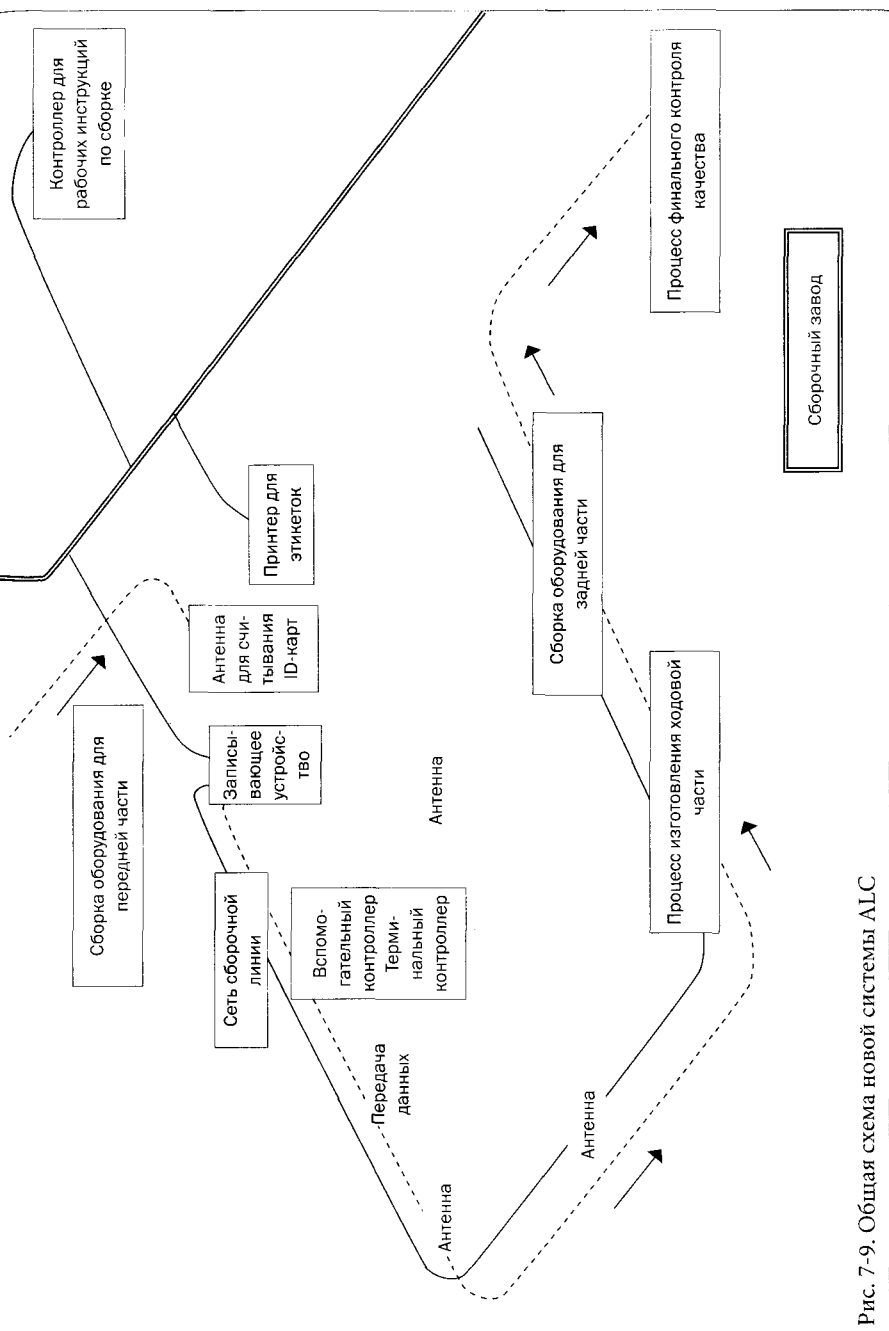 Сборка оборудования для
передней части
Контроллер для
рабочих инструкций
по сборке
Сеть сборочной
линии
Записы-
вающее
устройс-
тво
Антенна
для счи-
тывания
ID-карт
Принтер для
этикеток
Вспомо-
гательный
контроллер
Терми-
нальный
контроллер
Передача
данных
Антенна
Антенна
Сборка оборудования для
задней части
Антенна
Процесс изготовления ходовой
части
Процесс финального контроля
качества
Сборочный завод
Рис. 7-9. Общая схема новой системы ALC